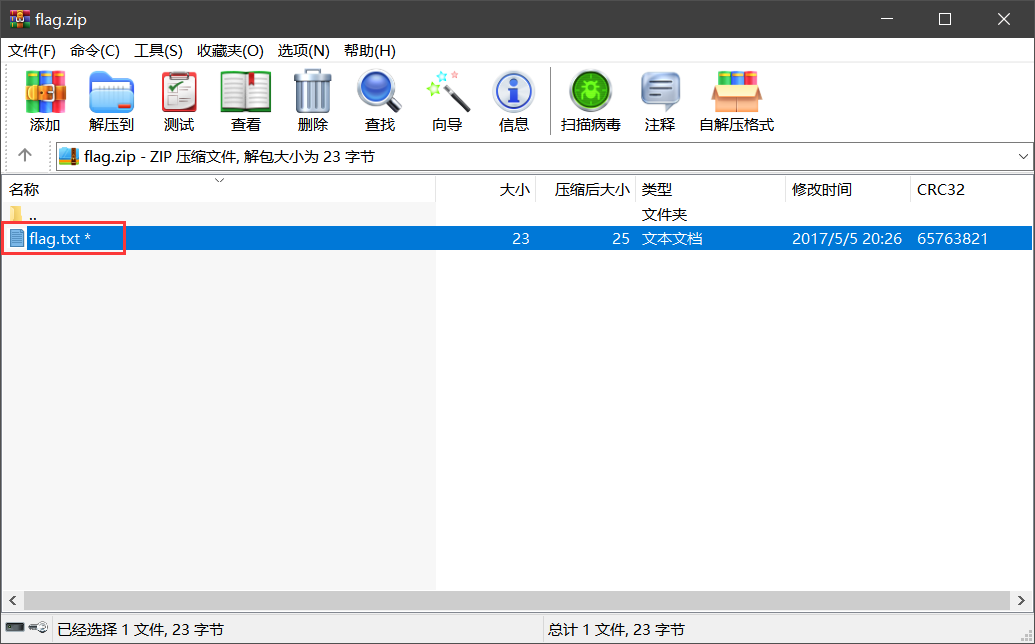 flag.zip
文件(F) 命令(C) 工具(S) 收藏夹(O) 选项(N) 帮助(H)
添加 解压到 测试 查看 删除 查找 向导 信息 扫描病毒 注释 自解压格式
flag.zip - ZIP 压缩文件, 解包大小为 23 字节
名称 大小 压缩后大小 类型 修改时间 CRC32
.. 文件夹
flag.txt * 23 25 文本文档 2017/5/5 20:26 65763821
已经选择 1 文件, 23 字节 总计 1 文件, 23 字节